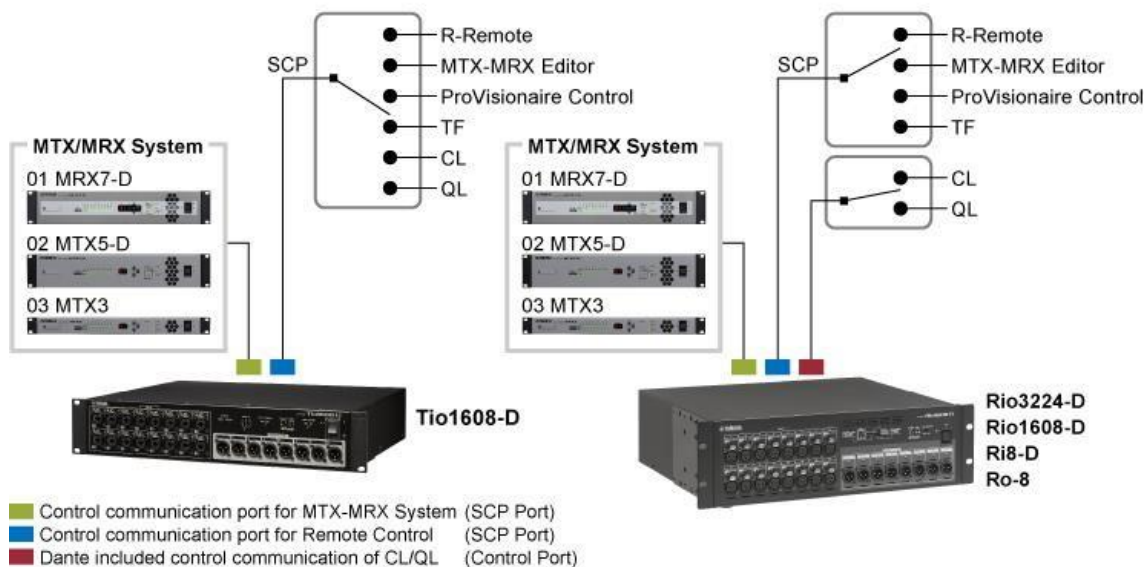 R-Remote
SCP
MTX-MRX Editor
ProVisionaire Control
TF
CL
QL
MTX/MRX System
01 MRX7-D
02 MTX5-D
03 MTX3
Tio1608-D
R-Remote
SCP
MTX-MRX Editor
ProVisionaire Control
TF
CL
QL
MTX/MRX System
01 MRX7-D
02 MTX5-D
03 MTX3
Rio3224-D
Rio1608-D
Ri8-D
Ro-8
Control communication port for MTX-MRX System (SCP Port)
Control communication port for Remote Control (SCP Port)
Dante included control communication of CL/QL (Control Port)